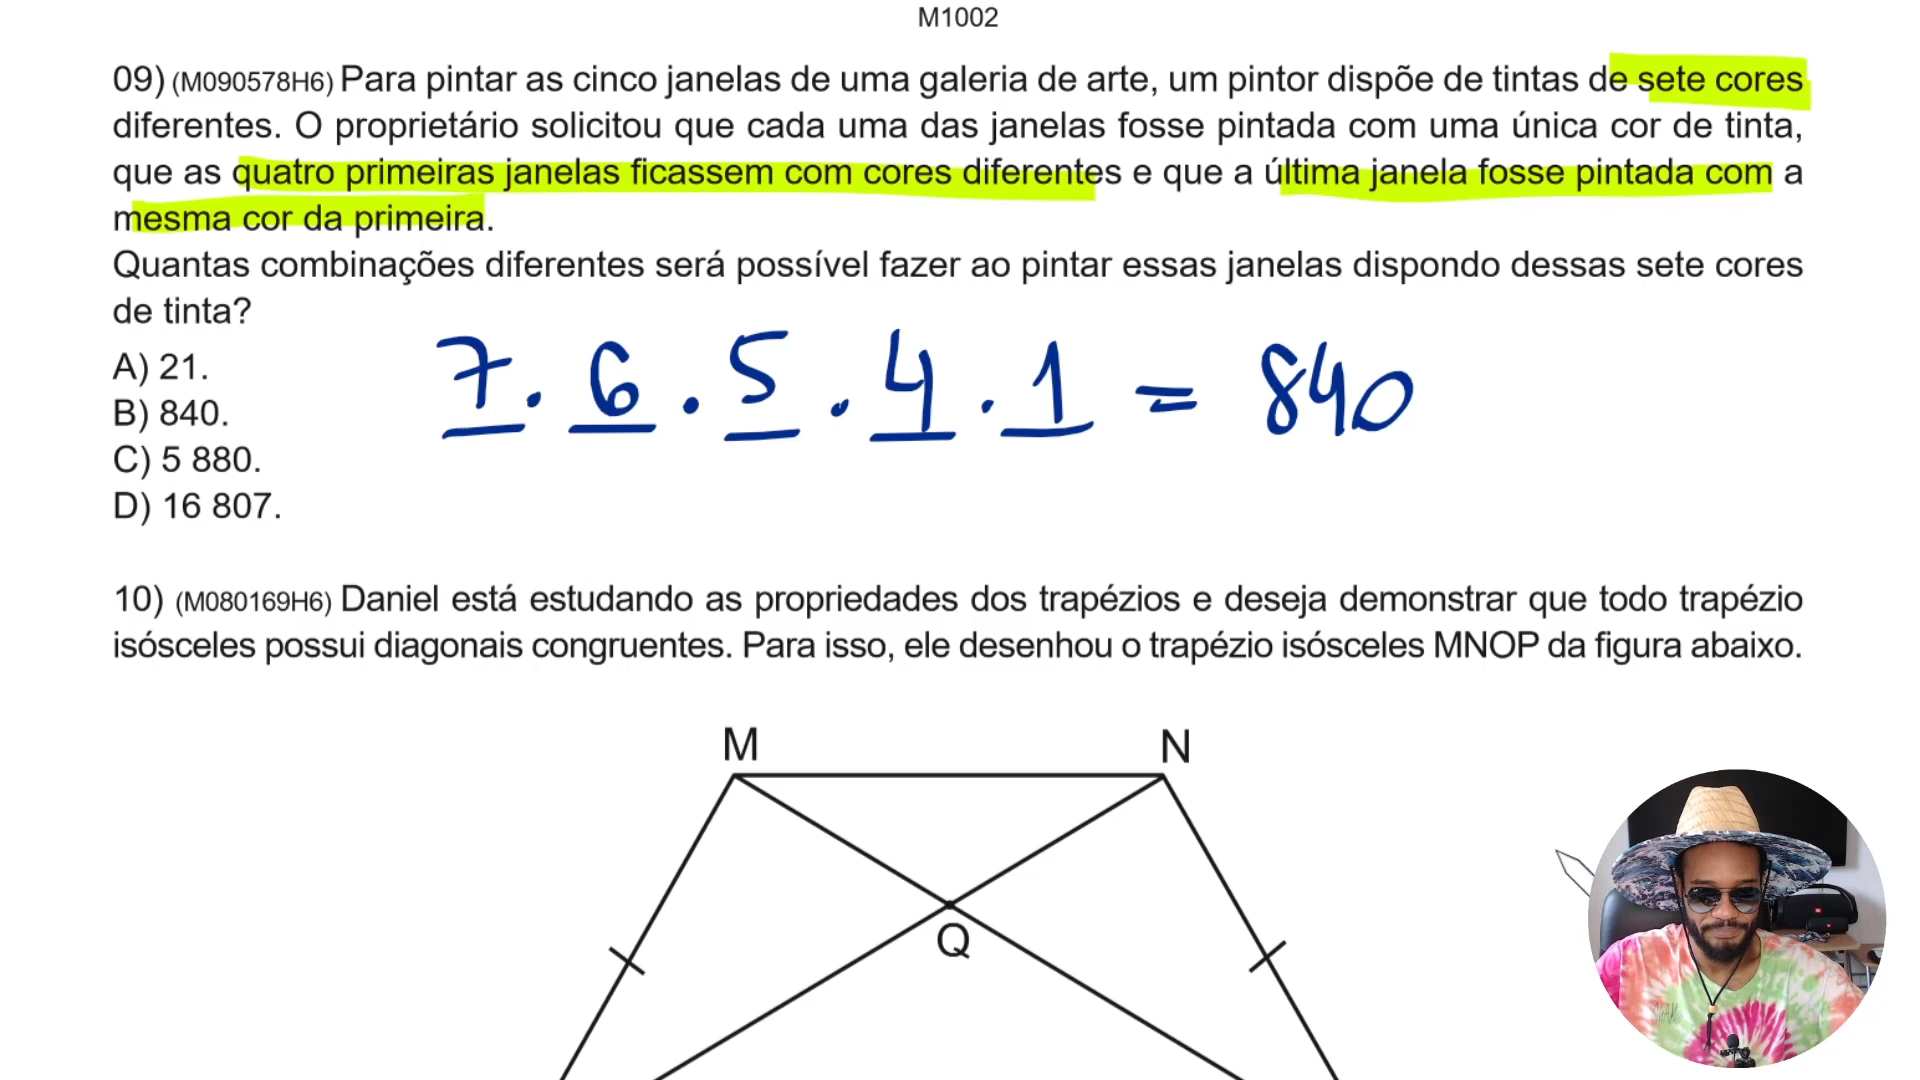 M1002
09) (M090578H6) Para pintar as cinco janelas de uma galeria de arte, um pintor dispõe de tintas de sete cores
diferentes. O proprietário solicitou que cada uma das janelas fosse pintada com uma única cor de tinta,
que as quatro primeiras janelas ficassem com cores diferentes e que a última janela fosse pintada com a
mesma cor da primeira.
Quantas combinações diferentes será possível fazer ao pintar essas janelas dispondo dessas sete cores
de tinta?
7 . 6 . 5 . 4 . 1 = 840
A) 21.
B) 840.
C) 5 880.
D) 16 807.
10) (M080169H6) Daniel está estudando as propriedades dos trapézios e deseja demonstrar que todo trapézio
isósceles possui diagonais congruentes. Para isso, ele desenhou o trapézio isósceles MNOP da figura abaixo.
M N
Q